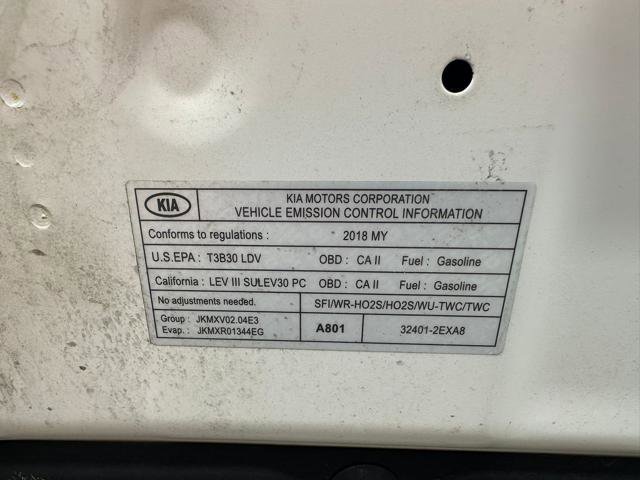 KIA
KIA MOTORS CORPORATION
VEHICLE EMISSION CONTROL INFORMATION
Conforms to regulations : 2018 MY
U.S.EPA : T3B30 LDV OBD : CA II Fuel : Gasoline
California : LEV III SULEV30 PC OBD : CA II Fuel : Gasoline
No adjustments needed. SFI/WR-HO2S/HO2S/WU-TWC/TWC
Group : JKMXV02.04E3
Evap. : JKMXR01344EG
A801
32401-2EXA8